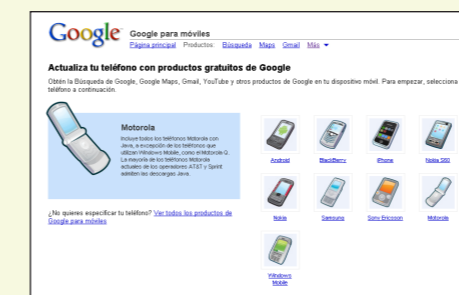 Google Google para móviles
Página principal Productos: Búsqueda Maps Gmail Más ▼
Actualiza tu teléfono con productos gratuitos de Google
Obtén la Búsqueda de Google, Google Maps, Gmail, YouTube y otros productos de Google en tu dispositivo móvil. Para empezar, selecciona
teléfono a continuación.
Motorola
Incluye todos los teléfonos Motorola con
Java, a excepción de los teléfonos que
utilizan Windows Mobile, como el Motorola Q.
La mayoría de los teléfonos Motorola
actuales de los operadores AT&T y Sprint
admiten las descargas Java.
Android BlackBerry iPhone Nokia S60
Nokia Samsung Sony Ericsson Motorola
Windows
Mobile
¿No quieres especificar tu teléfono? Ver todos los productos de
Google para móviles